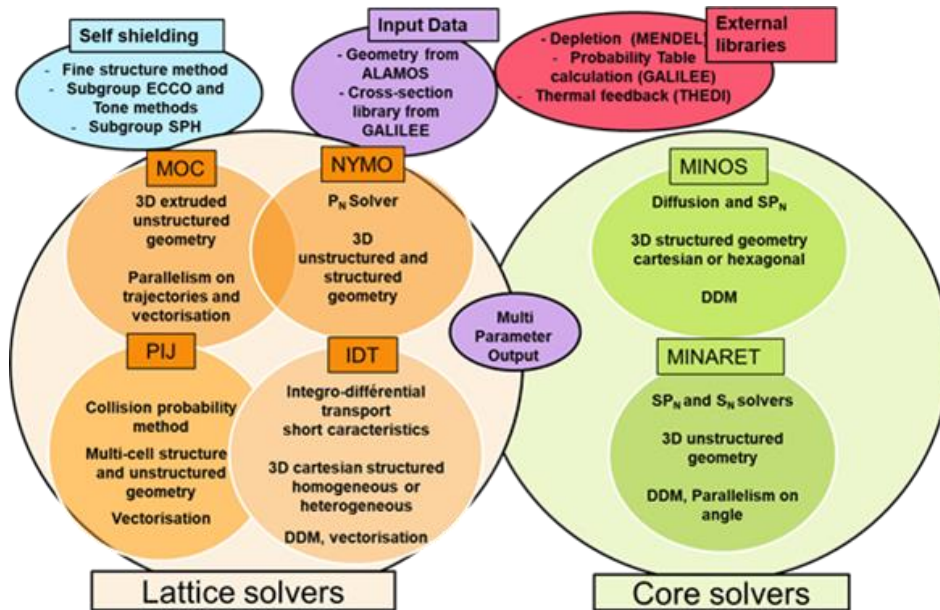 Self shielding
- Fine structure method
- Subgroup ECCO and
Tone methods
- Subgroup SPH
Input Data
- Geometry from
ALAMOS
- Cross-section
library from
GALILEE
External
libraries
- Depletion (MENDEL)
- Probability Table
calculation (GALILEE)
- Thermal feedback (THEDI)
MOC
3D extruded
unstructured
geometry
Parallelism on
trajectories and
vectorisation
NYMO
PN Solver
3D
unstructured and
structured
geometry
PIJ
Collision probability
method
Multi-cell structure
and unstructured
geometry
Vectorisation
IDT
Integro-différential
transport
short characteristics
3D cartesian structured
homogeneous or
heterogeneous
DDM, vectorisation
Multi
Parameter
Output
MINOS
Diffusion and SPN
3D structured geometry
cartesian or hexagonal
DDM
MINARET
SPN and SN solvers
3D unstructured
geometry
DDM, Parallelism on
angle
Lattice solvers
Core solvers